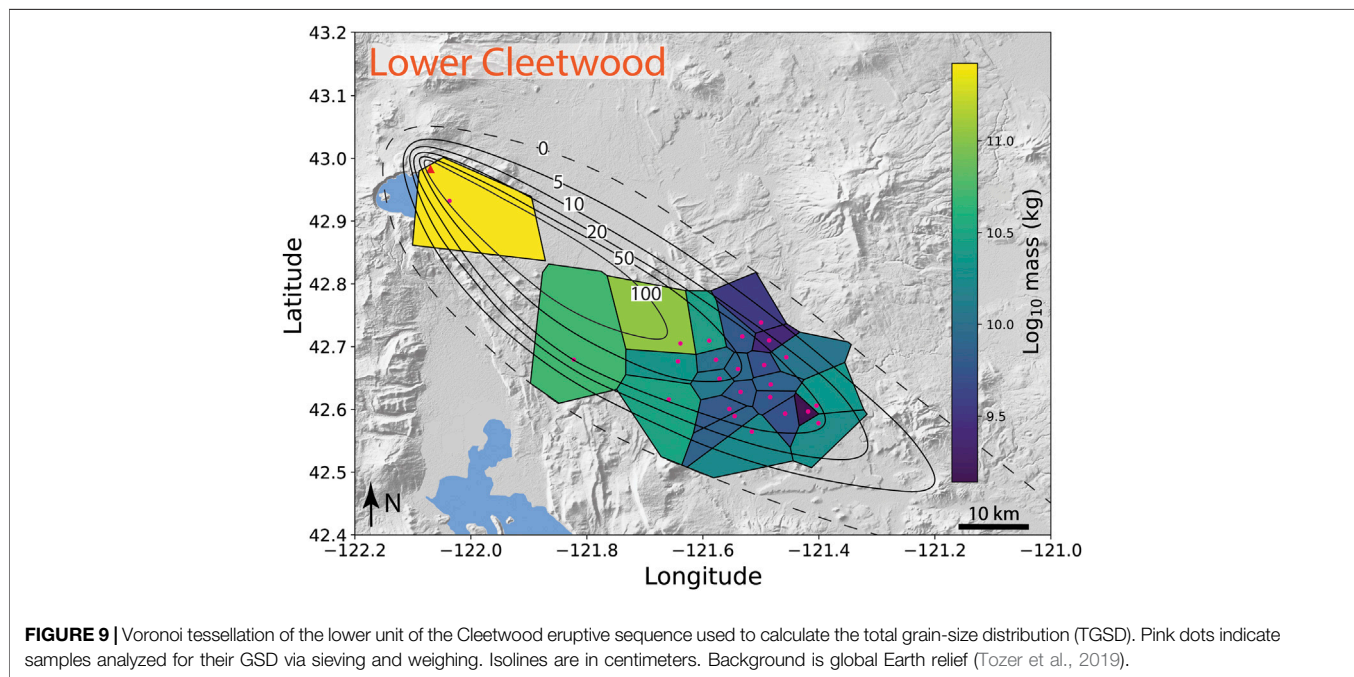 Lower Cleetwood
43.2
43.1
43.0
42.9
42.8
42.7
42.6
42.5
42.4
Latitude
0
5
10
20
50
100
N
10 km
11.0
10.5
10.0
9.5
Log₁₀ mass (kg)
−122.2 −122.0 −121.8 −121.6 −121.4 −121.2 −121.0
Longitude
FIGURE 9 | Voronoi tessellation of the lower unit of the Cleetwood eruptive sequence used to calculate the total grain-size distribution (TGSD). Pink dots indicate
samples analyzed for their GSD via sieving and weighing. Isolines are in centimeters. Background is global Earth relief (Tozer et al., 2019).